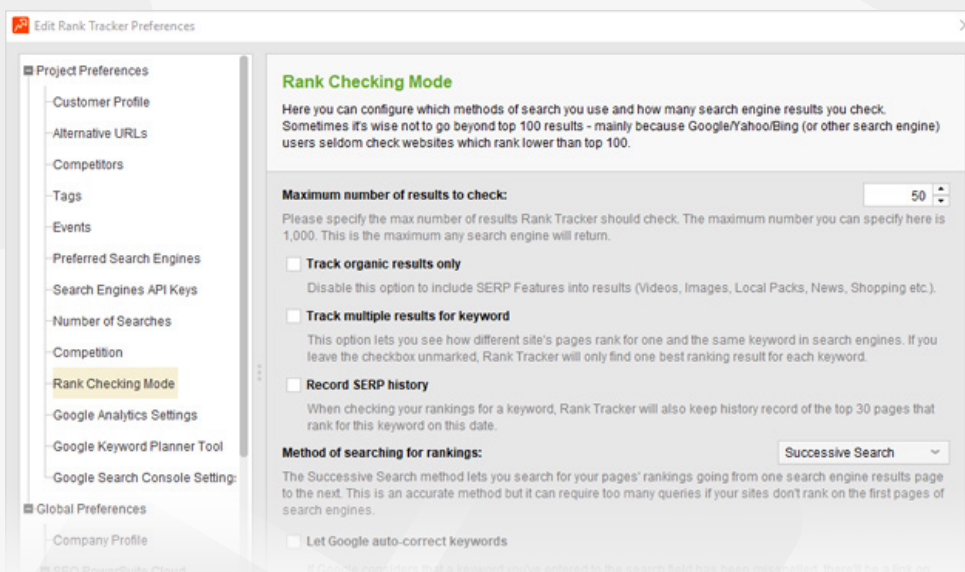 Edit Rank Tracker Preferences
Project Preferences
Customer Profile
Alternative URLs
Competitors
Tags
Events
Preferred Search Engines
Search Engines API Keys
Number of Searches
Competition
Rank Checking Mode
Google Analytics Settings
Google Keyword Planner Tool
Google Search Console Setting
Global Preferences
Company Profile
SEO PowerSuite Cloud
Rank Checking Mode
Here you can configure which methods of search you use and how many search engine results you check.
Sometimes it's wise not to go beyond top 100 results - mainly because Google/Yahoo/Bing (or other search engine)
users seldom check websites which rank lower than top 100.
Maximum number of results to check:
50
Please specify the max number of results Rank Tracker should check. The maximum number you can specify here is
1,000. This is the maximum any search engine will return.
Track organic results only
Disable this option to include SERP Features into results (Videos, Images, Local Packs, News, Shopping etc.).
Track multiple results for keyword
This option lets you see how different site's pages rank for one and the same keyword in search engines. If you
leave the checkbox unmarked, Rank Tracker will only find one best ranking result for each keyword.
Record SERP history
When checking your rankings for a keyword, Rank Tracker will also keep history record of the top 30 pages that
rank for this keyword on this date.
Method of searching for rankings:
Successive Search
The Successive Search method lets you search for your pages' rankings going from one search engine results page
to the next. This is an accurate method but it can require too many queries if your sites don't rank on the first pages of
search engines.
Let Google auto-correct keywords